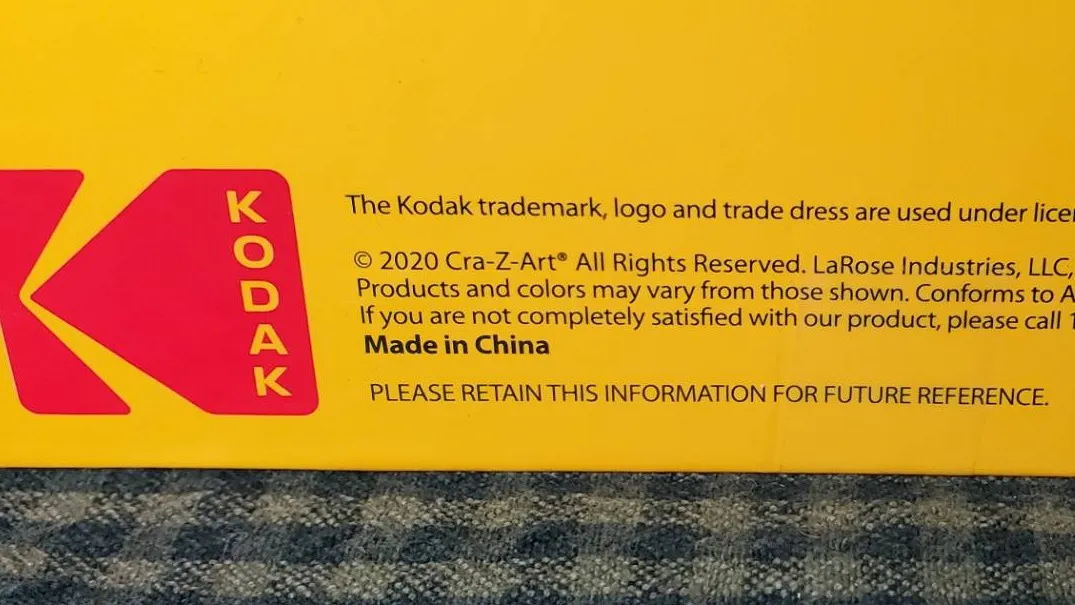 KODAK
The Kodak trademark, logo and trade dress are used under
© 2020 Cra-Z-Art® All Rights Reserved. LaRose Industries, LLC,
Products and colors may vary from those shown. Conforms to
If you are not completely satisfied with our product, please call
Made in China
PLEASE RETAIN THIS INFORMATION FOR FUTURE REFERENCE.